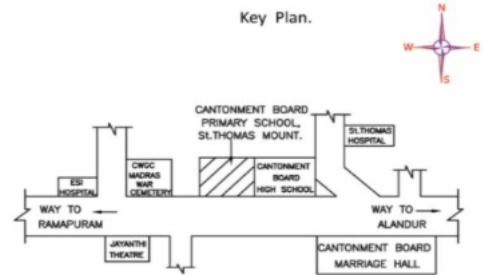 Key Plan.
N
W
E
S
CANTONMENT BOARD
PRIMARY SCHOOL,
St.THOMAS MOUNT.
St.THOMAS
HOSPITAL
CWGC
MADRAS
WAR
CEMETERY
CANTONMENT
BOARD
HIGH SCHOOL
ESI
HOSPITAL
WAY TO
RAMAPURAM
WAY TO
ALANDUR
JAYANTHI
THEATRE
CANTONMENT BOARD
MARRIAGE HALL